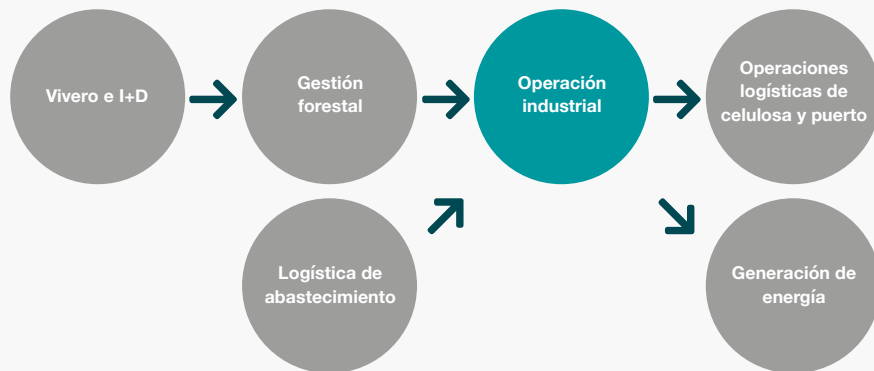 Vivero e I+D
Gestión
forestal
Operación
industrial
Operaciones
logísticas de
celulosa y puerto
Logística de
abastecimiento
Generación de
energía